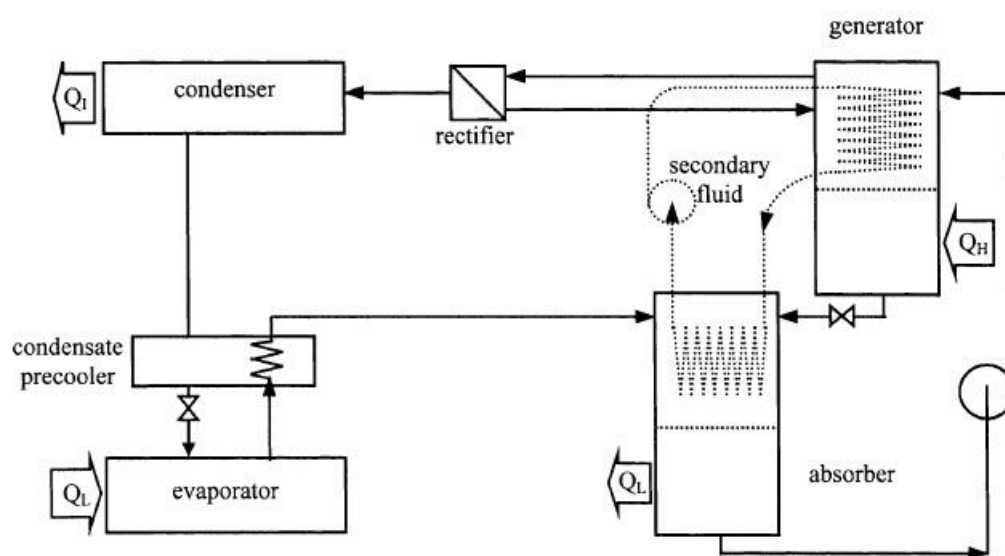 generator
Q_I
condenser
rectifier
secondary
fluid
Q_H
condensate
precooler
Q_L
evaporator
Q_L
absorber